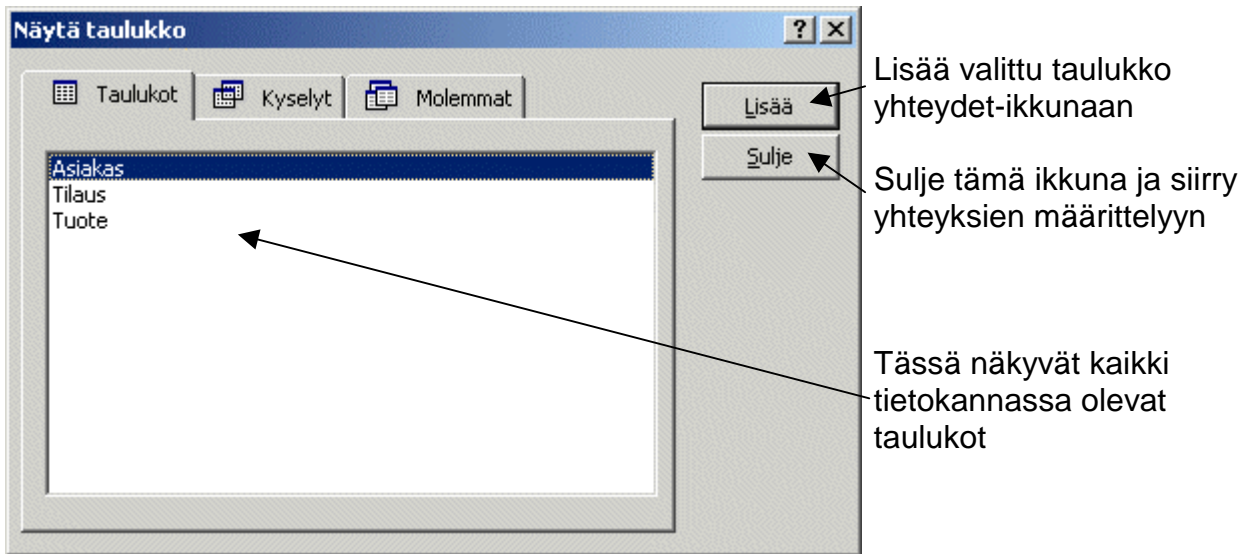 Näytä taulukko
Taulukot
Kyselyt
Molemmat
Asiakas
Tilaus
Tuote
Lisää
Sulje
Lisää valittu taulukko
yhteydet-ikkunaan
Sulje tämä ikkuna ja siirry
yhteyksien määrittelyyn
Tässä näkyvät kaikki
tietokannassa olevat
taulukot